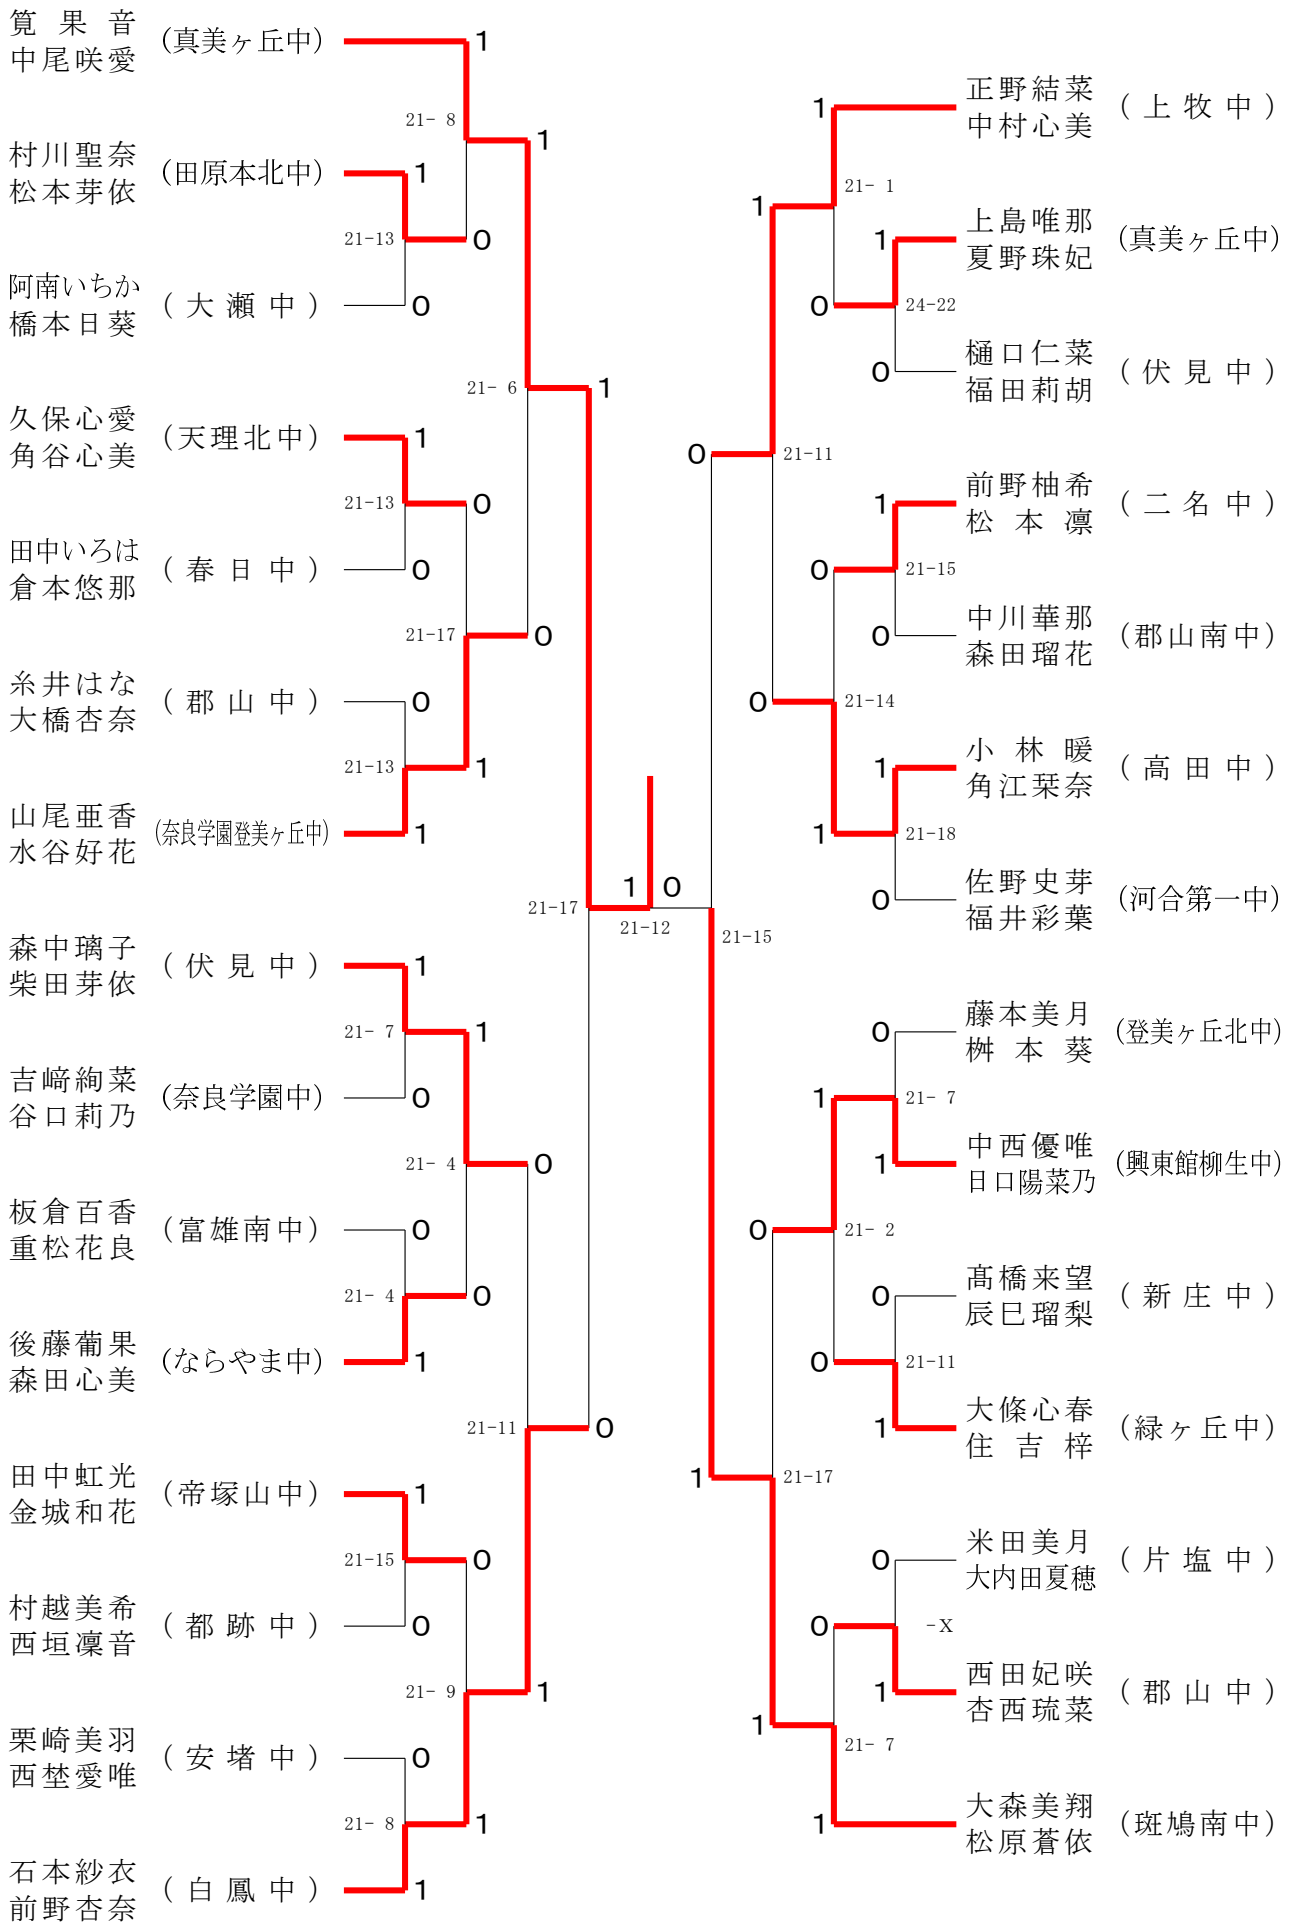 筧果音
中尾咲愛
(真美ヶ丘中)
1
21- 8
1
村川聖奈
松本芽依
(田原本北中)
1
21-13
0
阿南いちか
橋本日葵
(大瀬中)
0
21- 6
1
久保心愛
角谷心美
(天理北中)
1
21-13
0
田中いろは
倉本悠那
(春日中)
0
21-17
0
糸井はな
大橋杏奈
(郡山中)
0
21-13
1
山尾亜香
水谷好花
(奈良学園登美ヶ丘中)
1
21-17
1
0
21-12
森中璃子
柴田芽依
(伏見中)
1
21- 7
1
吉﨑絢菜
谷口莉乃
(奈良学園中)
0
21- 4
0
板倉百香
重松花良
(富雄南中)
0
21- 4
0
後藤葡果
森田心美
(ならやま中)
1
21-11
0
田中虹光
金城和花
(帝塚山中)
1
21-15
0
村越美希
西垣凜音
(都跡中)
0
21- 9
1
栗崎美羽
西埜愛唯
(安堵中)
0
21- 8
1
石本紗衣
前野杏奈
(白鳳中)
1
1
正野結菜
中村心美
(上牧中)
21- 1
1
1
上島唯那
夏野珠妃
(真美ヶ丘中)
0
24-22
0
樋口仁菜
福田莉胡
(伏見中)
0
21-11
1
前野柚希
松本凛
(二名中)
0
21-15
0
中川華那
森田瑠花
(郡山南中)
0
21-14
1
小林暖
角江栞奈
(高田中)
1
21-18
0
佐野史芽
福井彩葉
(河合第一中)
21-15
0
藤本美月
桝本葵
(登美ヶ丘北中)
1
21- 7
1
中西優唯
日口陽菜乃
(興東館柳生中)
0
21- 2
0
髙橋来望
辰巳瑠梨
(新庄中)
0
21-11
1
大條心春
住吉梓
(緑ヶ丘中)
1
21-17
0
米田美月
大内田夏穂
(片塩中)
0
-X
1
西田妃咲
杏西琉菜
(郡山中)
1
21- 7
1
大森美翔
松原蒼依
(斑鳩南中)